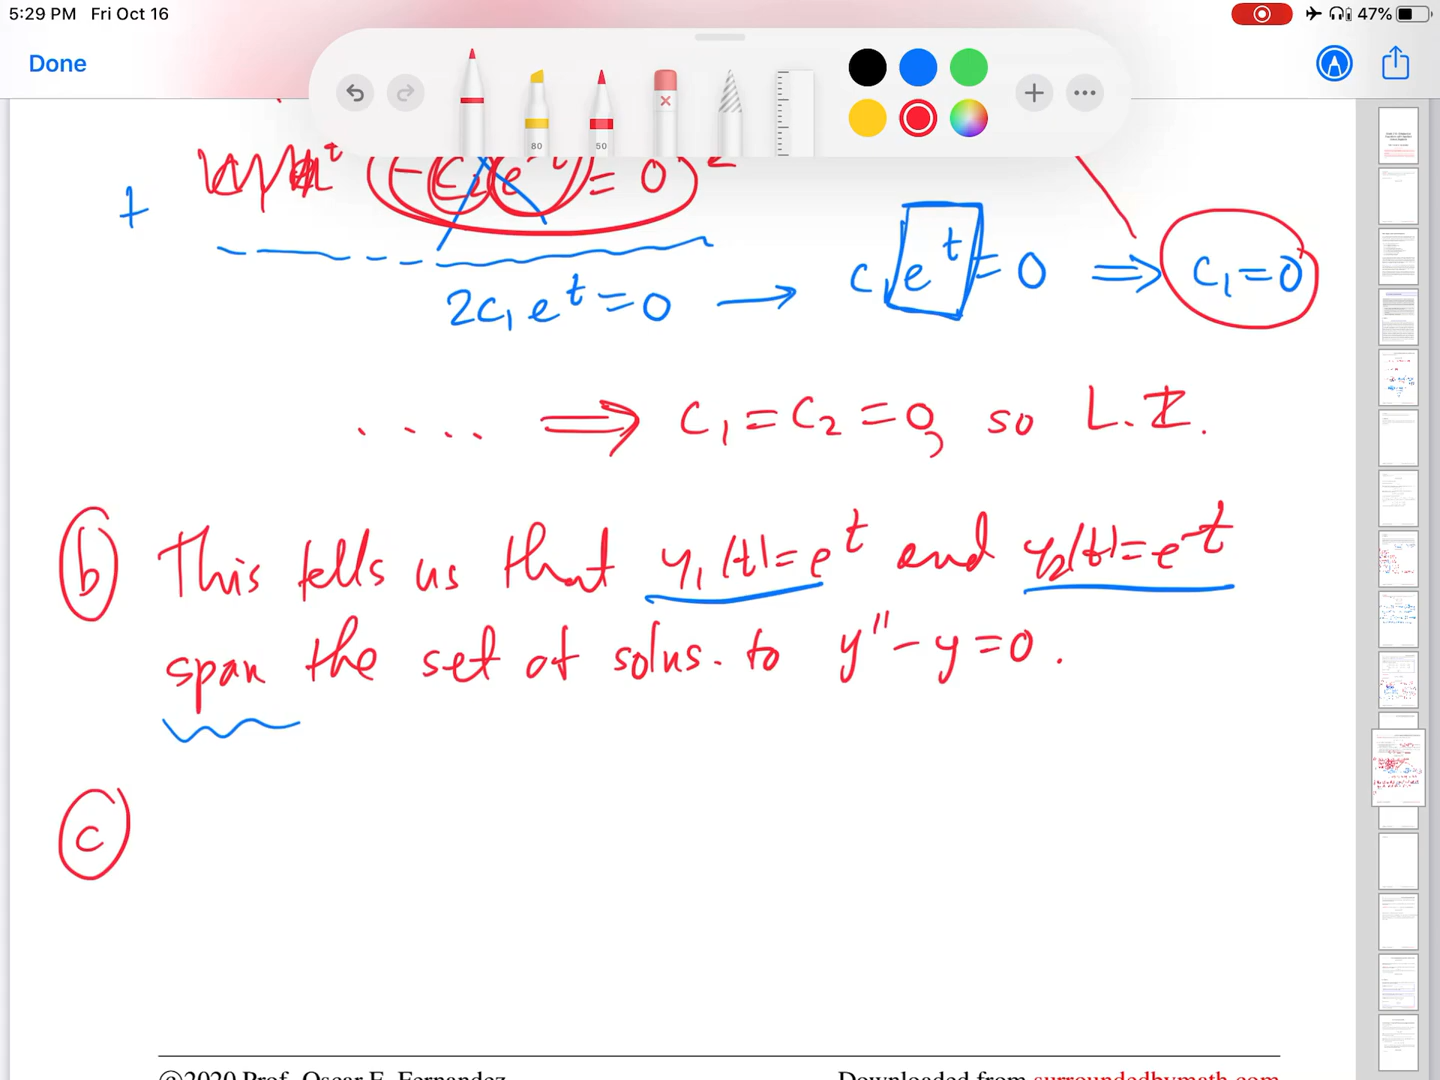 5:29 PM Fri Oct 16
47%
Done
80
50
= 0
+
2c₁e^t = 0 → c₁e^t = 0 ⇒ c₁ = 0
.... ⇒ c₁ = c₂ = 0, so L.I.
(b) This tells us that y₁(t) = e^t and y₂(t) = e^-t
span the set of solns. to y'' - y = 0.
(c)
©2020 Prof. Oscar E. Fernandez
Downloaded from surroundedbymath.com